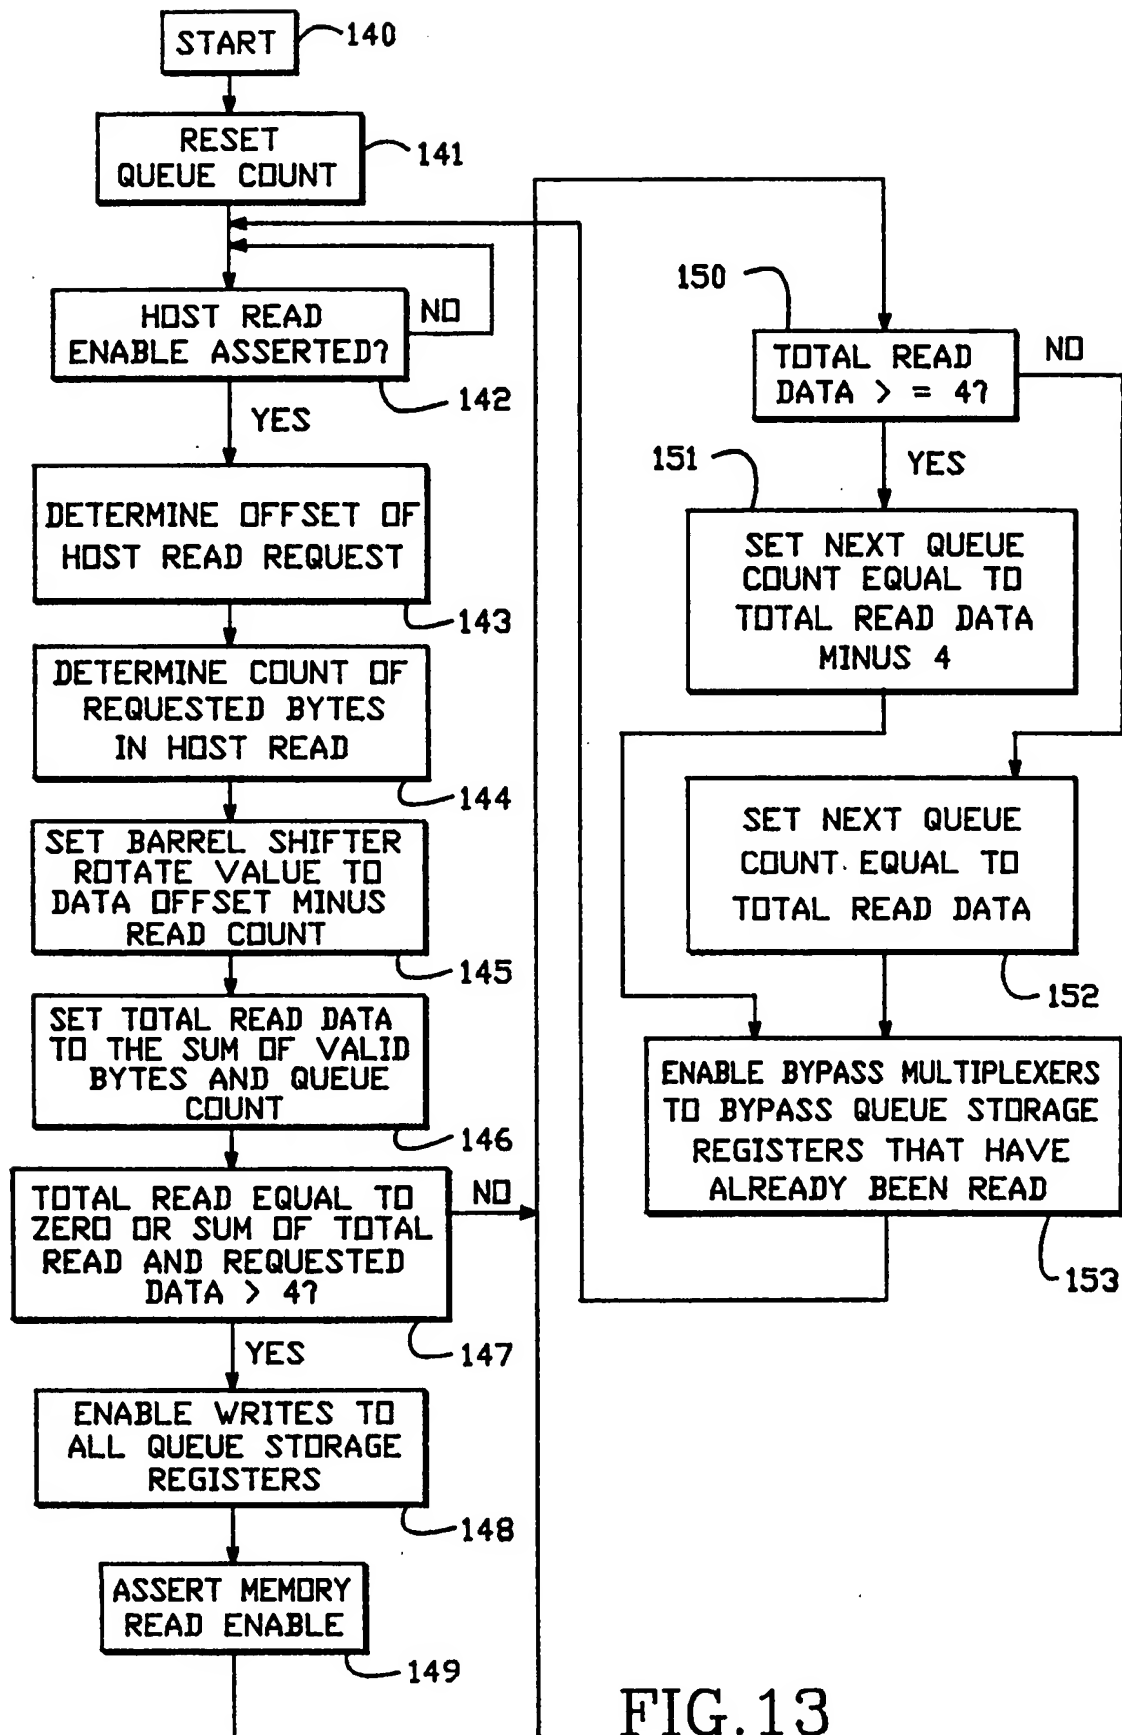 START
140
RESET
QUEUE COUNT
141
HOST READ
ENABLE ASSERTED?
NO
142
YES
DETERMINE OFFSET OF
HOST READ REQUEST
143
DETERMINE COUNT OF
REQUESTED BYTES
IN HOST READ
144
SET BARREL SHIFTER
ROTATE VALUE TO
DATA OFFSET MINUS
READ COUNT
145
SET TOTAL READ DATA
TO THE SUM OF VALID
BYTES AND QUEUE
COUNT
146
TOTAL READ EQUAL TO
ZERO OR SUM OF TOTAL
READ AND REQUESTED
DATA > 4?
NO
147
YES
ENABLE WRITES TO
ALL QUEUE STORAGE
REGISTERS
148
ASSERT MEMORY
READ ENABLE
149
150
TOTAL READ
DATA > = 4?
NO
151
YES
SET NEXT QUEUE
COUNT EQUAL TO
TOTAL READ DATA
MINUS 4
SET NEXT QUEUE
COUNT EQUAL TO
TOTAL READ DATA
152
ENABLE BYPASS MULTIPLEXERS
TO BYPASS QUEUE STORAGE
REGISTERS THAT HAVE
ALREADY BEEN READ
153
FIG.13